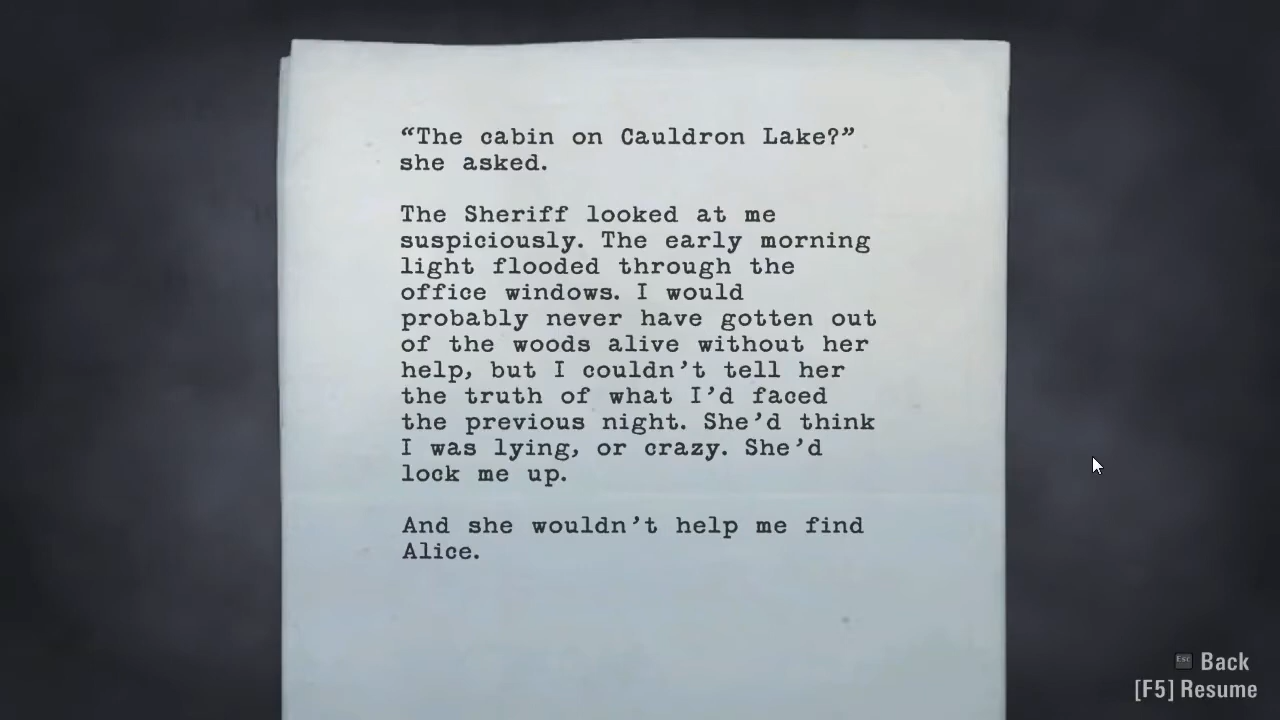 “The cabin on Cauldron Lake?”
she asked.
The Sheriff looked at me
suspiciously. The early morning
light flooded through the
office windows. I would
probably never have gotten out
of the woods alive without her
help, but I couldn’t tell her
the truth of what I’d faced
the previous night. She’d think
I was lying, or crazy. She’d
lock me up.
And she wouldn’t help me find
Alice.
Esc Back
[F5] Resume